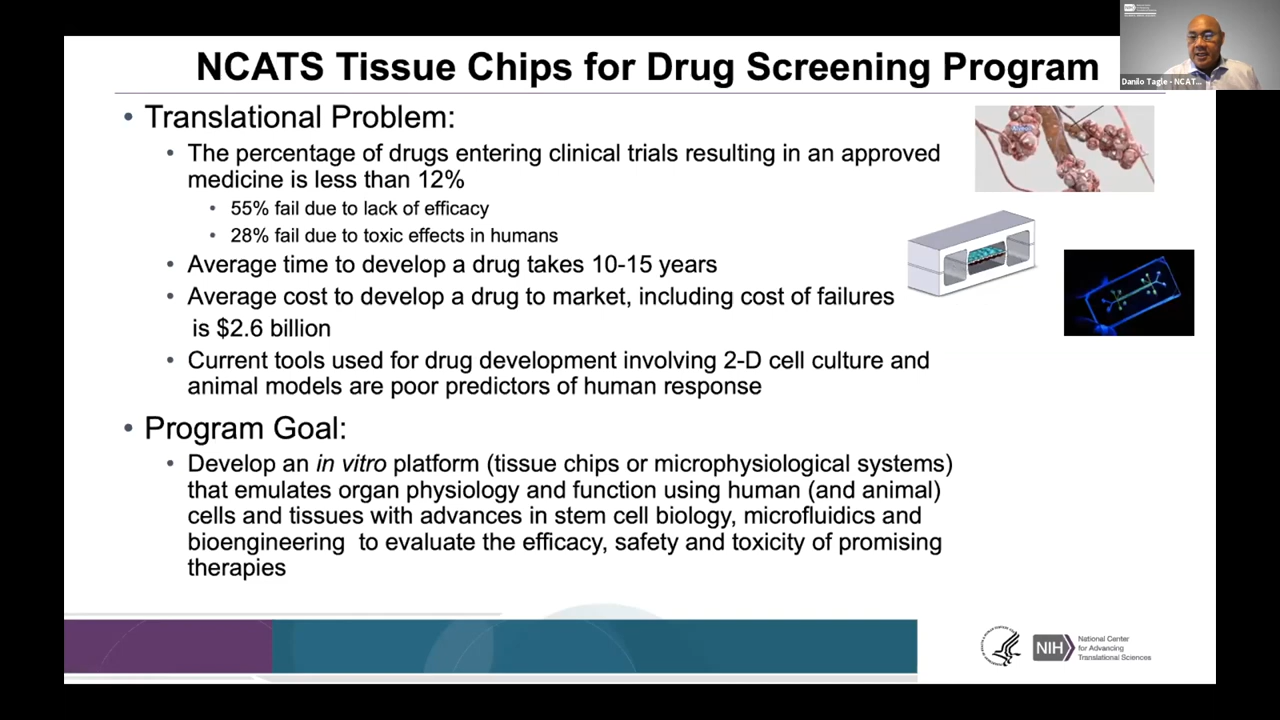 NCATS Tissue Chips for Drug Screening Program
Danilo Tagle - NCAT...
• Translational Problem:
• The percentage of drugs entering clinical trials resulting in an approved
medicine is less than 12%
• 55% fail due to lack of efficacy
• 28% fail due to toxic effects in humans
• Average time to develop a drug takes 10-15 years
• Average cost to develop a drug to market, including cost of failures
is $2.6 billion
• Current tools used for drug development involving 2-D cell culture and
animal models are poor predictors of human response
• Program Goal:
• Develop an in vitro platform (tissue chips or microphysiological systems)
that emulates organ physiology and function using human (and animal)
cells and tissues with advances in stem cell biology, microfluidics and
bioengineering to evaluate the efficacy, safety and toxicity of promising
therapies
NIH
National Center
for Advancing
Translational Sciences